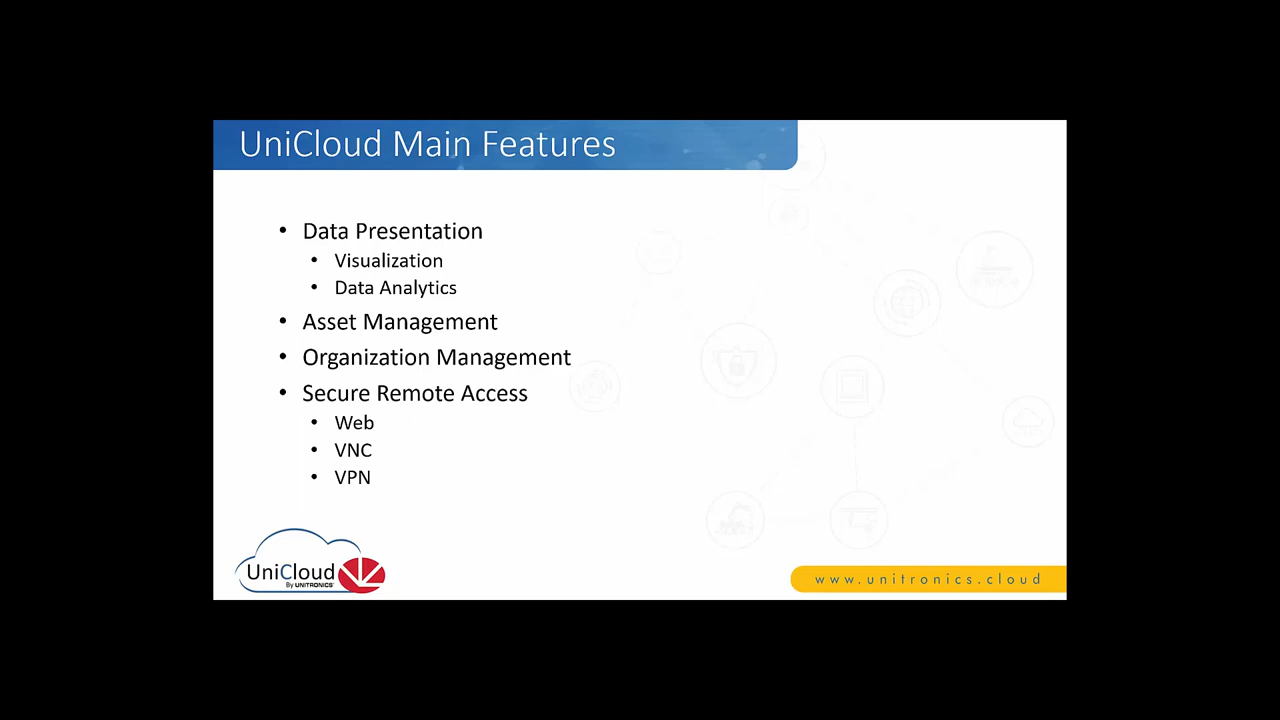 UniCloud Main Features
• Data Presentation
• Visualization
• Data Analytics
• Asset Management
• Organization Management
• Secure Remote Access
• Web
• VNC
• VPN
UniCloud
By UNITRONICS
www.unitronics.cloud